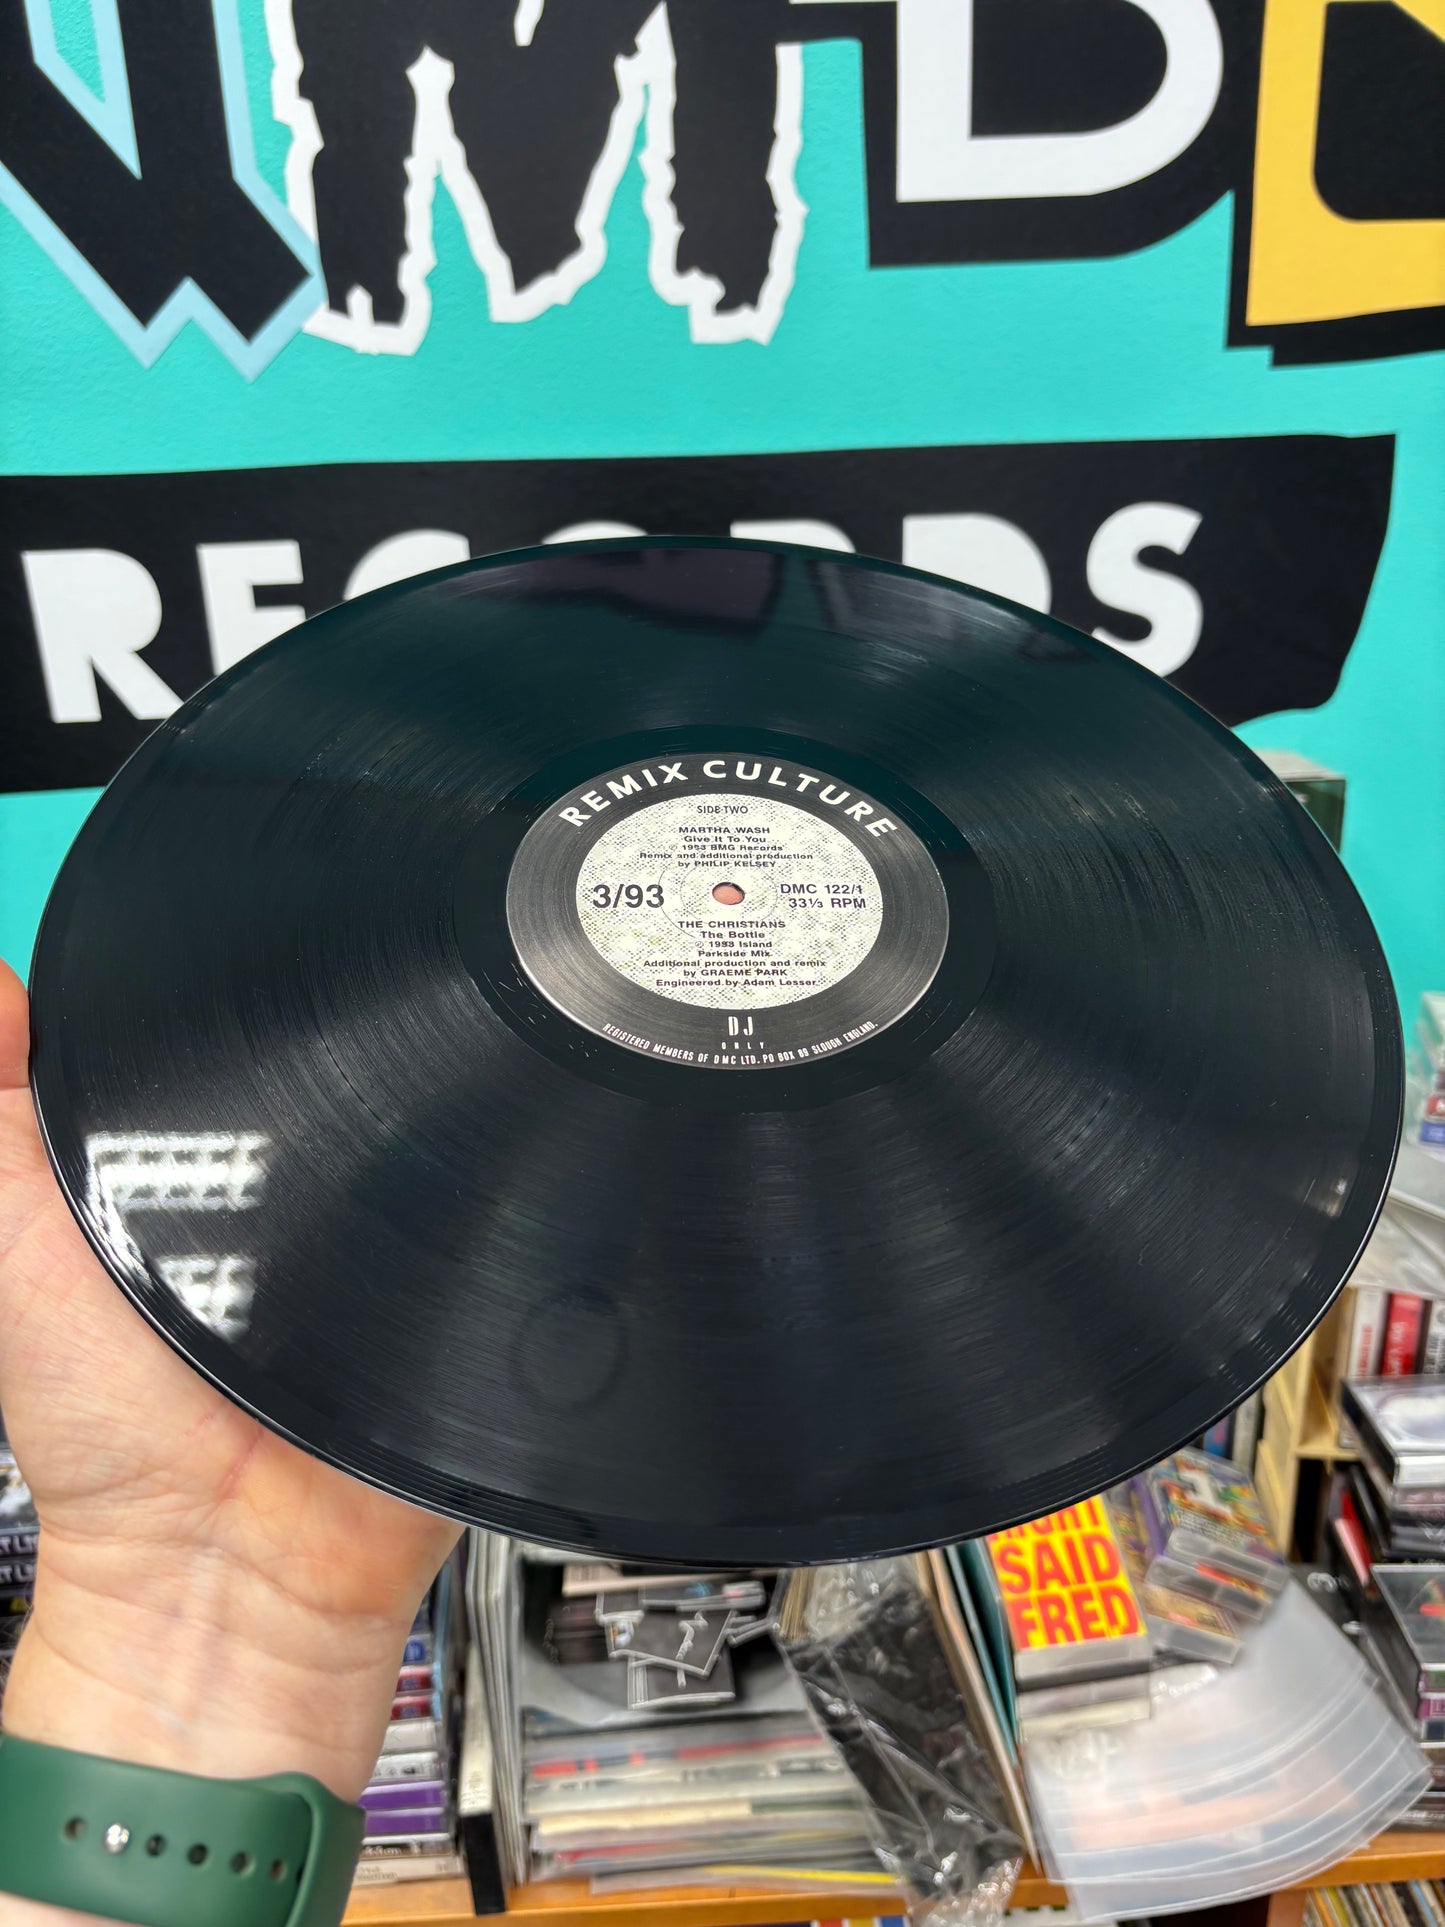 RECORDS
REMIX CULTURE
SIDE TWO
MARTHA WASH
Give It To You
℗ 1993 BMG Records
Remix and additional production
by PHILIP KELSEY
3/93
DMC 122/1
33⅓ RPM
THE CHRISTIANS
The Bottle
℗ 1993 Island
Parkside Mix
Additional production and remix
by GRAEME PARK
Engineered by Adam Lesser
DJ
ONLY
REGISTERED MEMBERS OF DMC LTD. PO BOX 89 SLOUGH ENGLAND.
RIGHT
SAID
FRED